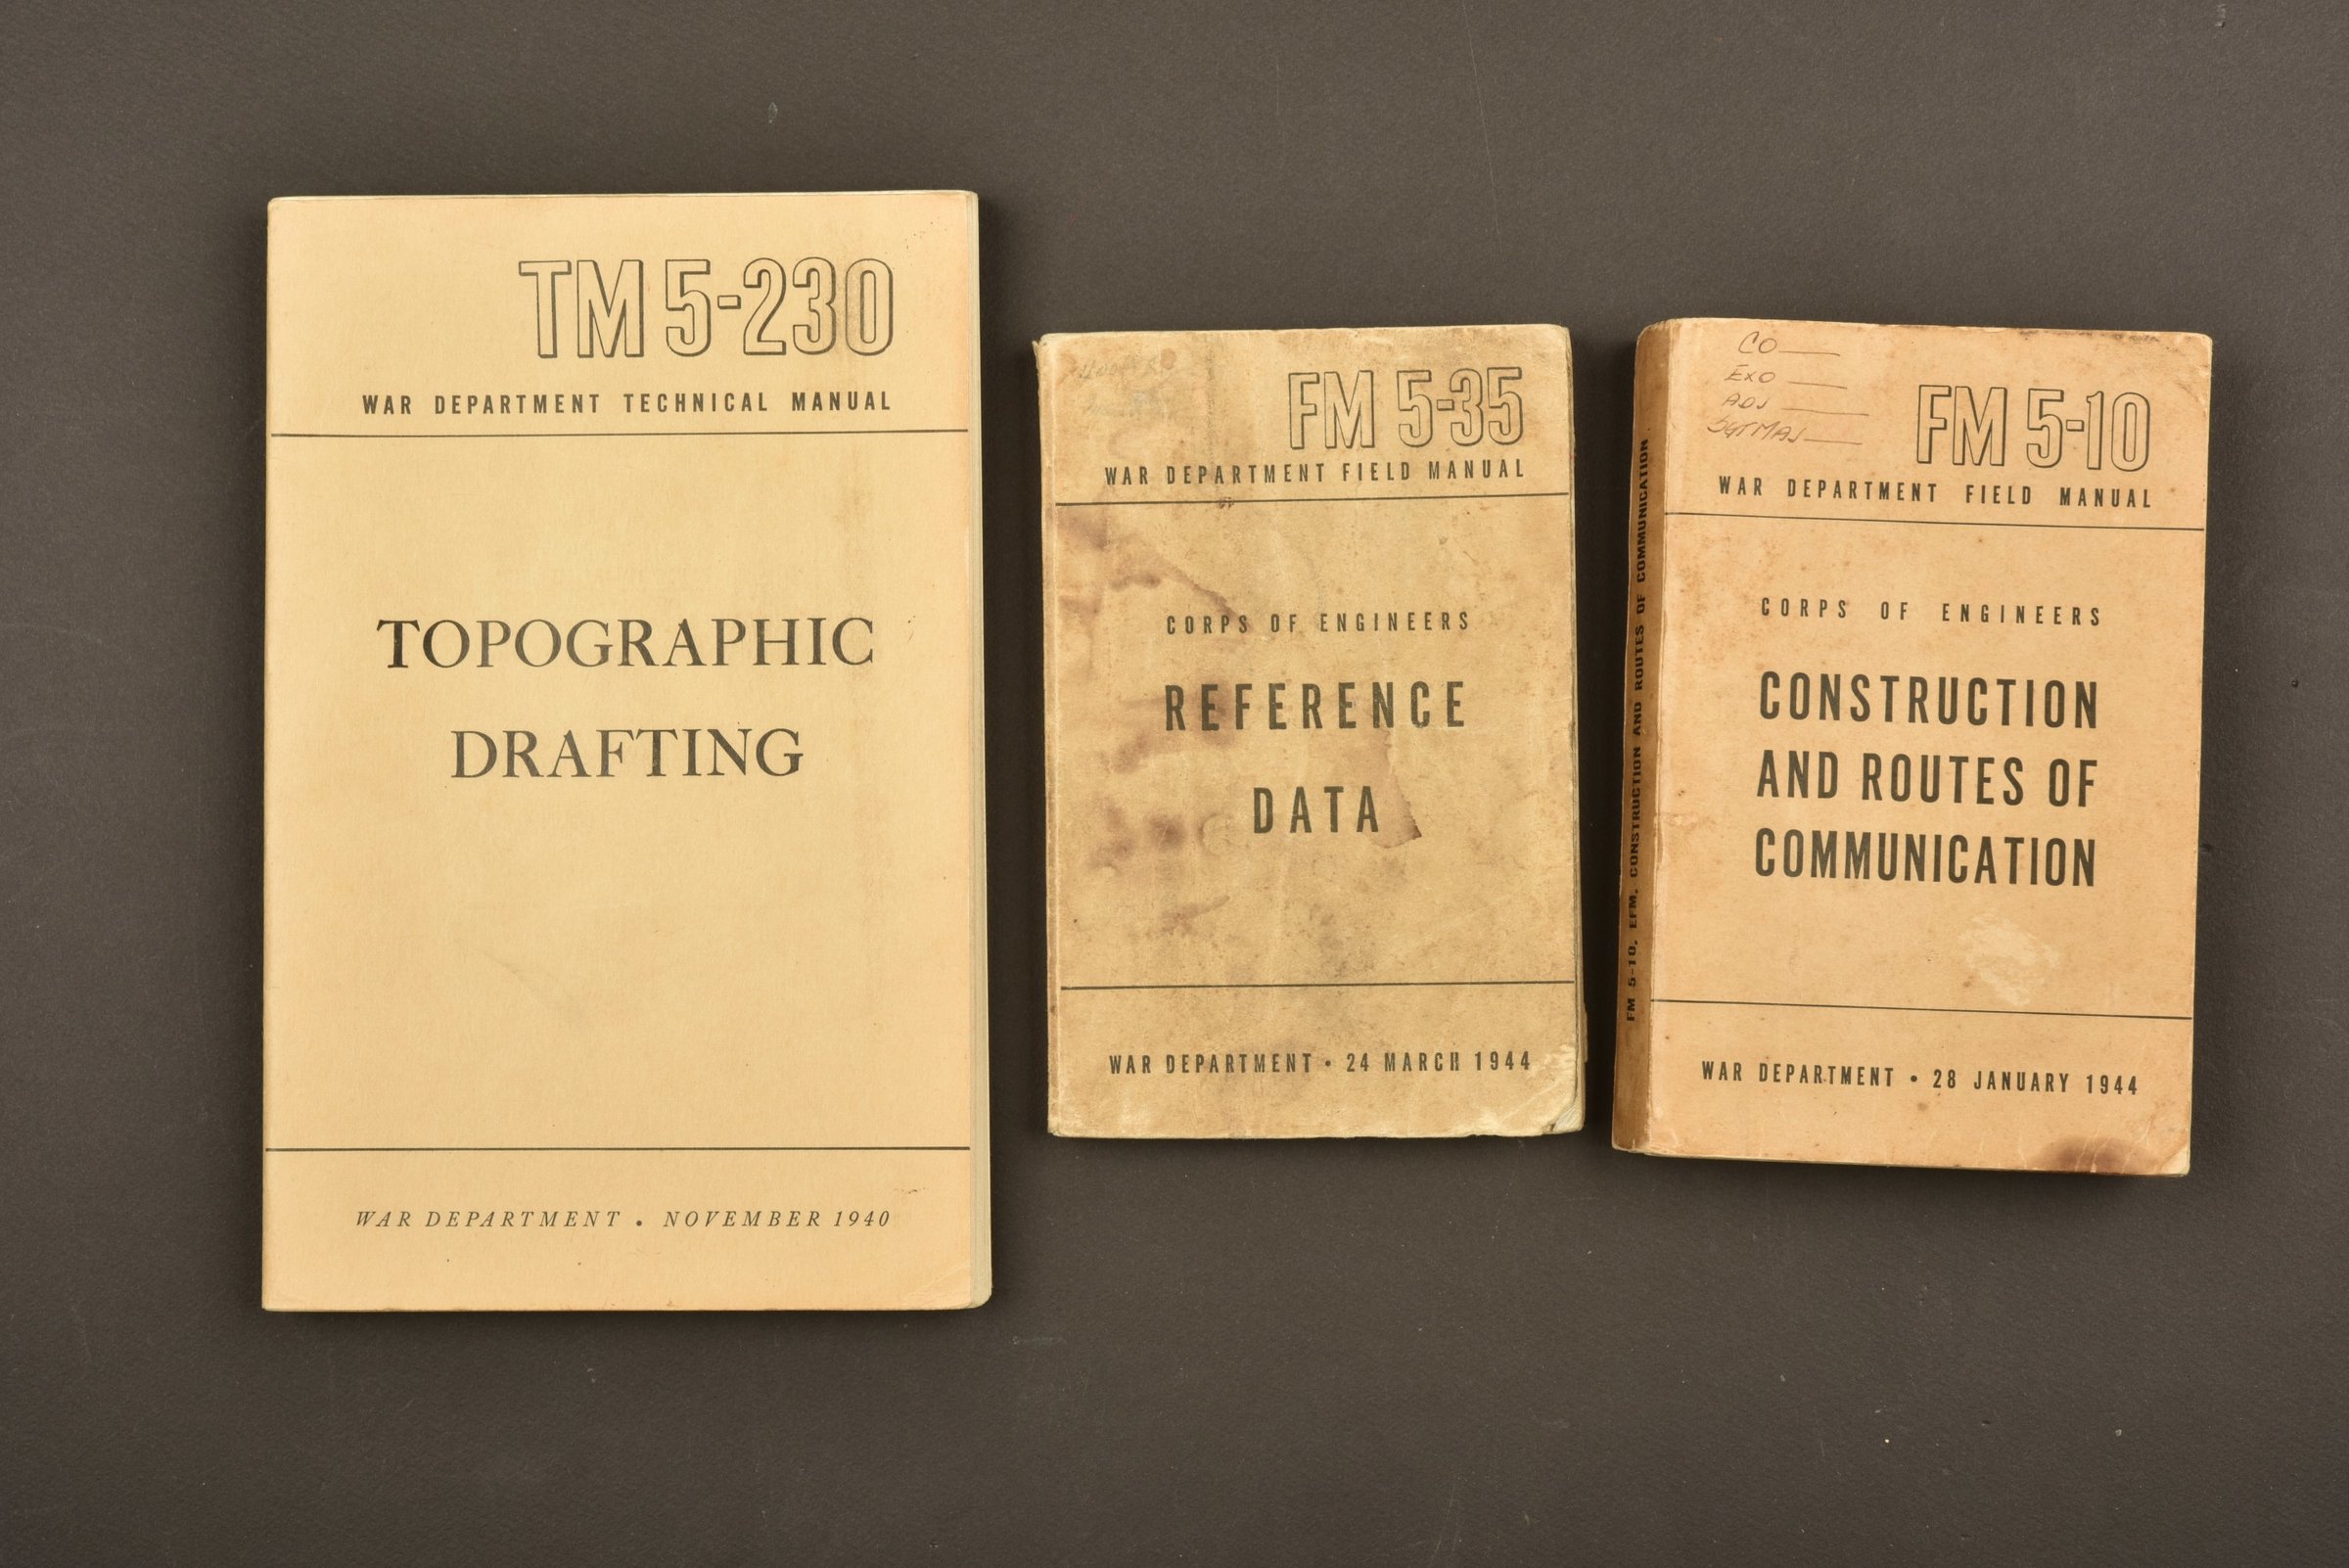 TM 5-230
WAR DEPARTMENT TECHNICAL MANUAL
TOPOGRAPHIC
DRAFTING
WAR DEPARTMENT • NOVEMBER 1940
FM 5-35
WAR DEPARTMENT FIELD MANUAL
CORPS OF ENGINEERS
REFERENCE
DATA
WAR DEPARTMENT • 24 MARCH 1944
FM 5-10, EFM, CONSTRUCTION AND ROUTES OF COMMUNICATION
CO
EXO
ADJ
SGTMAJ
FM 5-10
WAR DEPARTMENT FIELD MANUAL
CORPS OF ENGINEERS
CONSTRUCTION
AND ROUTES OF
COMMUNICATION
WAR DEPARTMENT • 28 JANUARY 1944